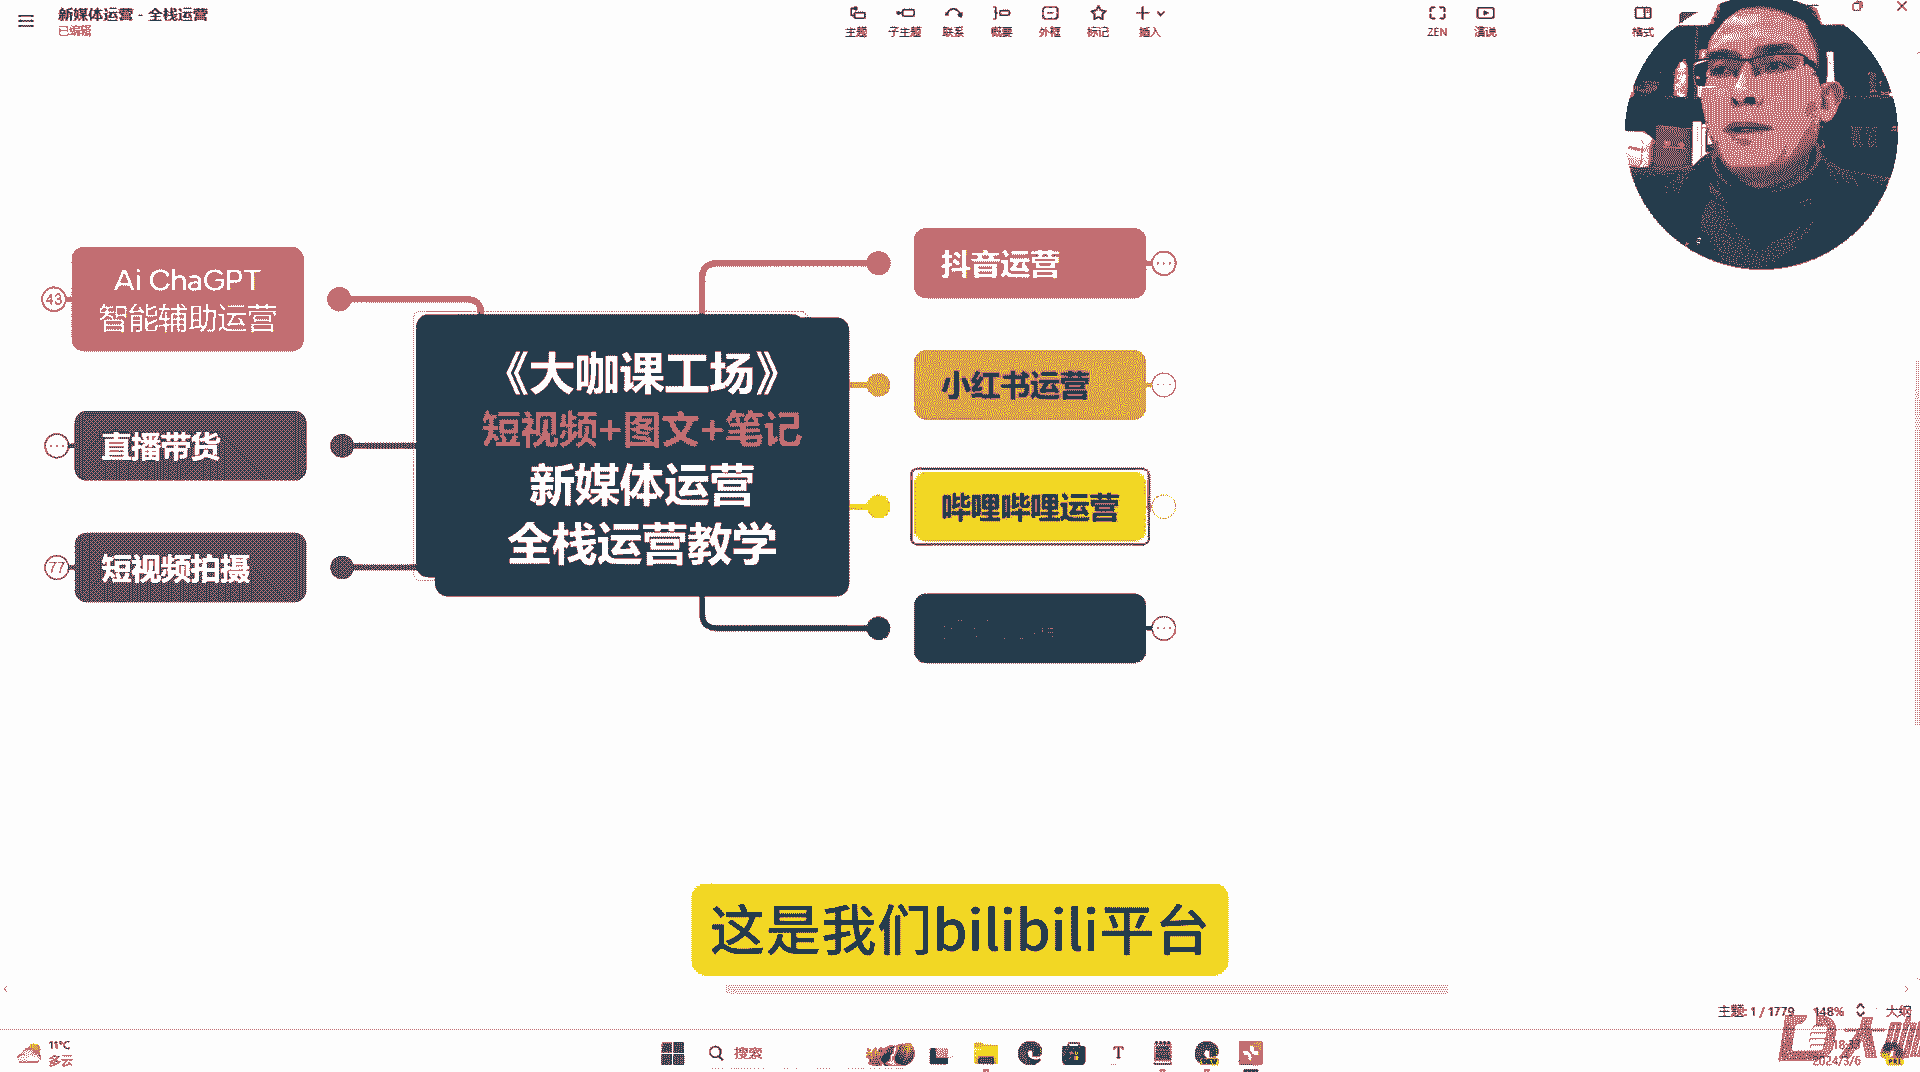 新媒体运营 - 全栈运营
已编辑
主题
子主题
联系
概要
外框
标记
插入
ZEN
演说
格式
43
Ai ChaGPT
智能辅助运营
直播带货
77
短视频拍摄
《大咖课工场》
短视频+图文+笔记
新媒体运营
全栈运营教学
抖音运营
小红书运营
哔哩哔哩运营
这是我们bilibili平台
主题: 1 / 1779
148%
大纲
11°C
多云
搜索
2024/3/6
大咖